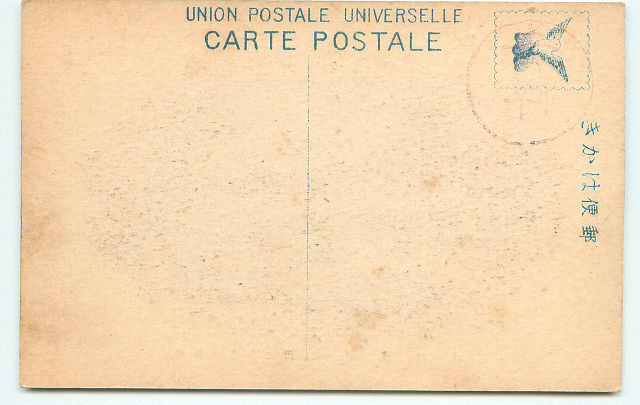 UNION POSTALE UNIVERSELLE
CARTE POSTALE
郵便はかき